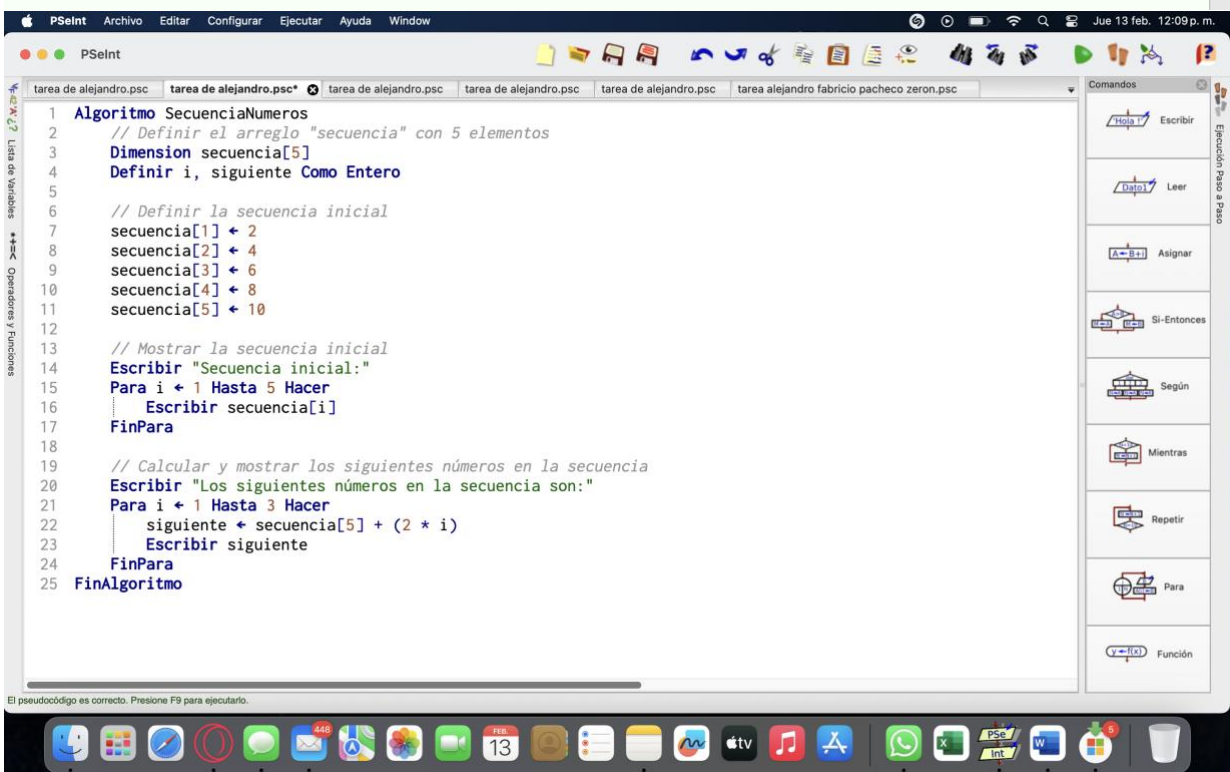 PSeInt Archivo Editar Configurar Ejecutar Ayuda Window Jue 13 feb. 12:09 p. m.
PSeInt
tarea de alejandro.psc tarea de alejandro.psc* tarea de alejandro.psc tarea de alejandro.psc tarea de alejandro.psc tarea alejandro fabricio pacheco zeron.psc
Comandos
Lista de Variables
Operadores y Funciones
1 Algoritmo SecuenciaNumeros
2 // Definir el arreglo "secuencia" con 5 elementos
3 Dimension secuencia[5]
4 Definir i, siguiente Como Entero
5
6 // Definir la secuencia inicial
7 secuencia[1] ← 2
8 secuencia[2] ← 4
9 secuencia[3] ← 6
10 secuencia[4] ← 8
11 secuencia[5] ← 10
12
13 // Mostrar la secuencia inicial
14 Escribir "Secuencia inicial:"
15 Para i ← 1 Hasta 5 Hacer
16 Escribir secuencia[i]
17 FinPara
18
19 // Calcular y mostrar los siguientes números en la secuencia
20 Escribir "Los siguientes números en la secuencia son:"
21 Para i ← 1 Hasta 3 Hacer
22 siguiente ← secuencia[5] + (2 * i)
23 Escribir siguiente
24 FinPara
25 FinAlgoritmo
'Hola !' Escribir
Dato1 Leer
A←B+i Asignar
Si-Entonces
Según
Mientras
Repetir
Para
y←f(x) Función
Ejecución Paso a Paso
El pseudocódigo es correcto. Presione F9 para ejecutarlo.
448
FEB.
13
tv
PSe
Int
5